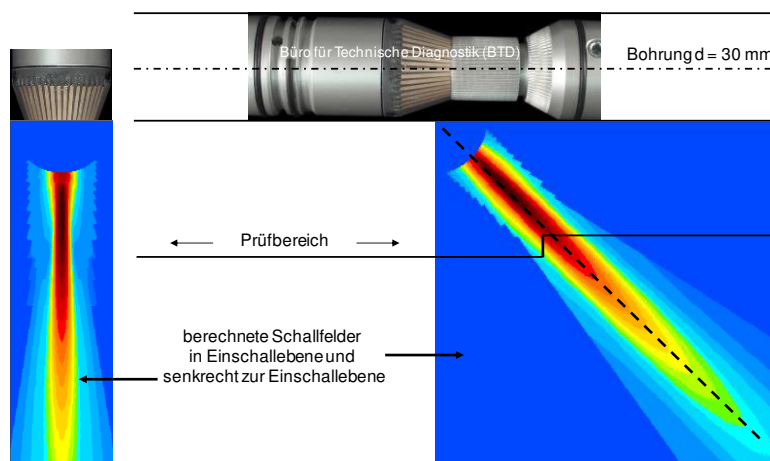 Büro für Technische Diagnostik (BTD)
Bohrung d = 30 mm
Prüfbereich
berechnete Schallfelder
in Einschallebene und
senkrecht zur Einschallebene